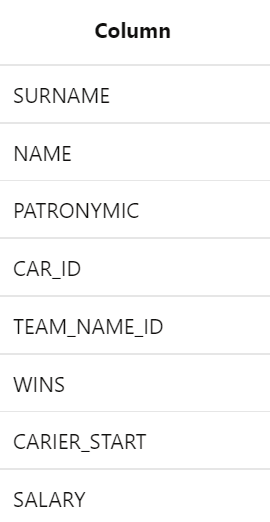 Column
SURNAME
NAME
PATRONYMIC
CAR_ID
TEAM_NAME_ID
WINS
CARIER_START
SALARY